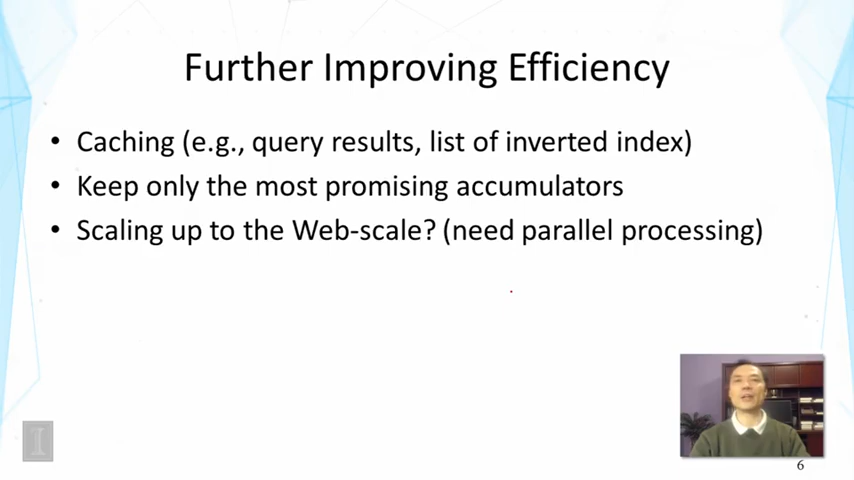 Further Improving Efficiency
• Caching (e.g., query results, list of inverted index)
• Keep only the most promising accumulators
• Scaling up to the Web-scale? (need parallel processing)
I
6